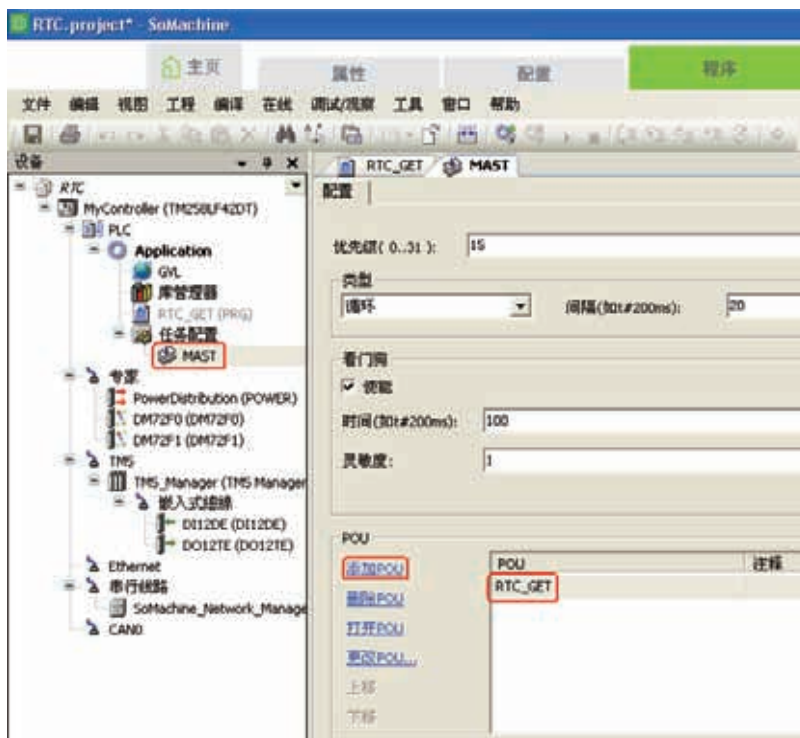 RTC.project* - SoMachine
主页 属性 配置 程序
文件 编辑 视图 工程 编译 在线 调试/视察 工具 窗口 帮助
设备
RTC
MyController (TM258LF42DT)
PLC
Application
GVL
库管理器
RTC_GET (PRG)
任务配置
MAST
专家
PowerDistribution (POWER)
DM72F0 (DM72F0)
DM72F1 (DM72F1)
TM5
TM5_Manager (TM5 Manager
嵌入式总线
DI12DE (DI12DE)
DO12TE (DO12TE)
Ethernet
串行线路
SoMachine_Network_Manage
CAN0
RTC_GET MAST
配置
优先级( 0..31 ): 15
类型
循环 间隔(如t#200ms): 20
看门狗
使能
时间(如t#200ms): 100
灵敏度: 1
POU
添加POU
删除POU
打开POU
更改POU...
上移
下移
POU 注释
RTC_GET